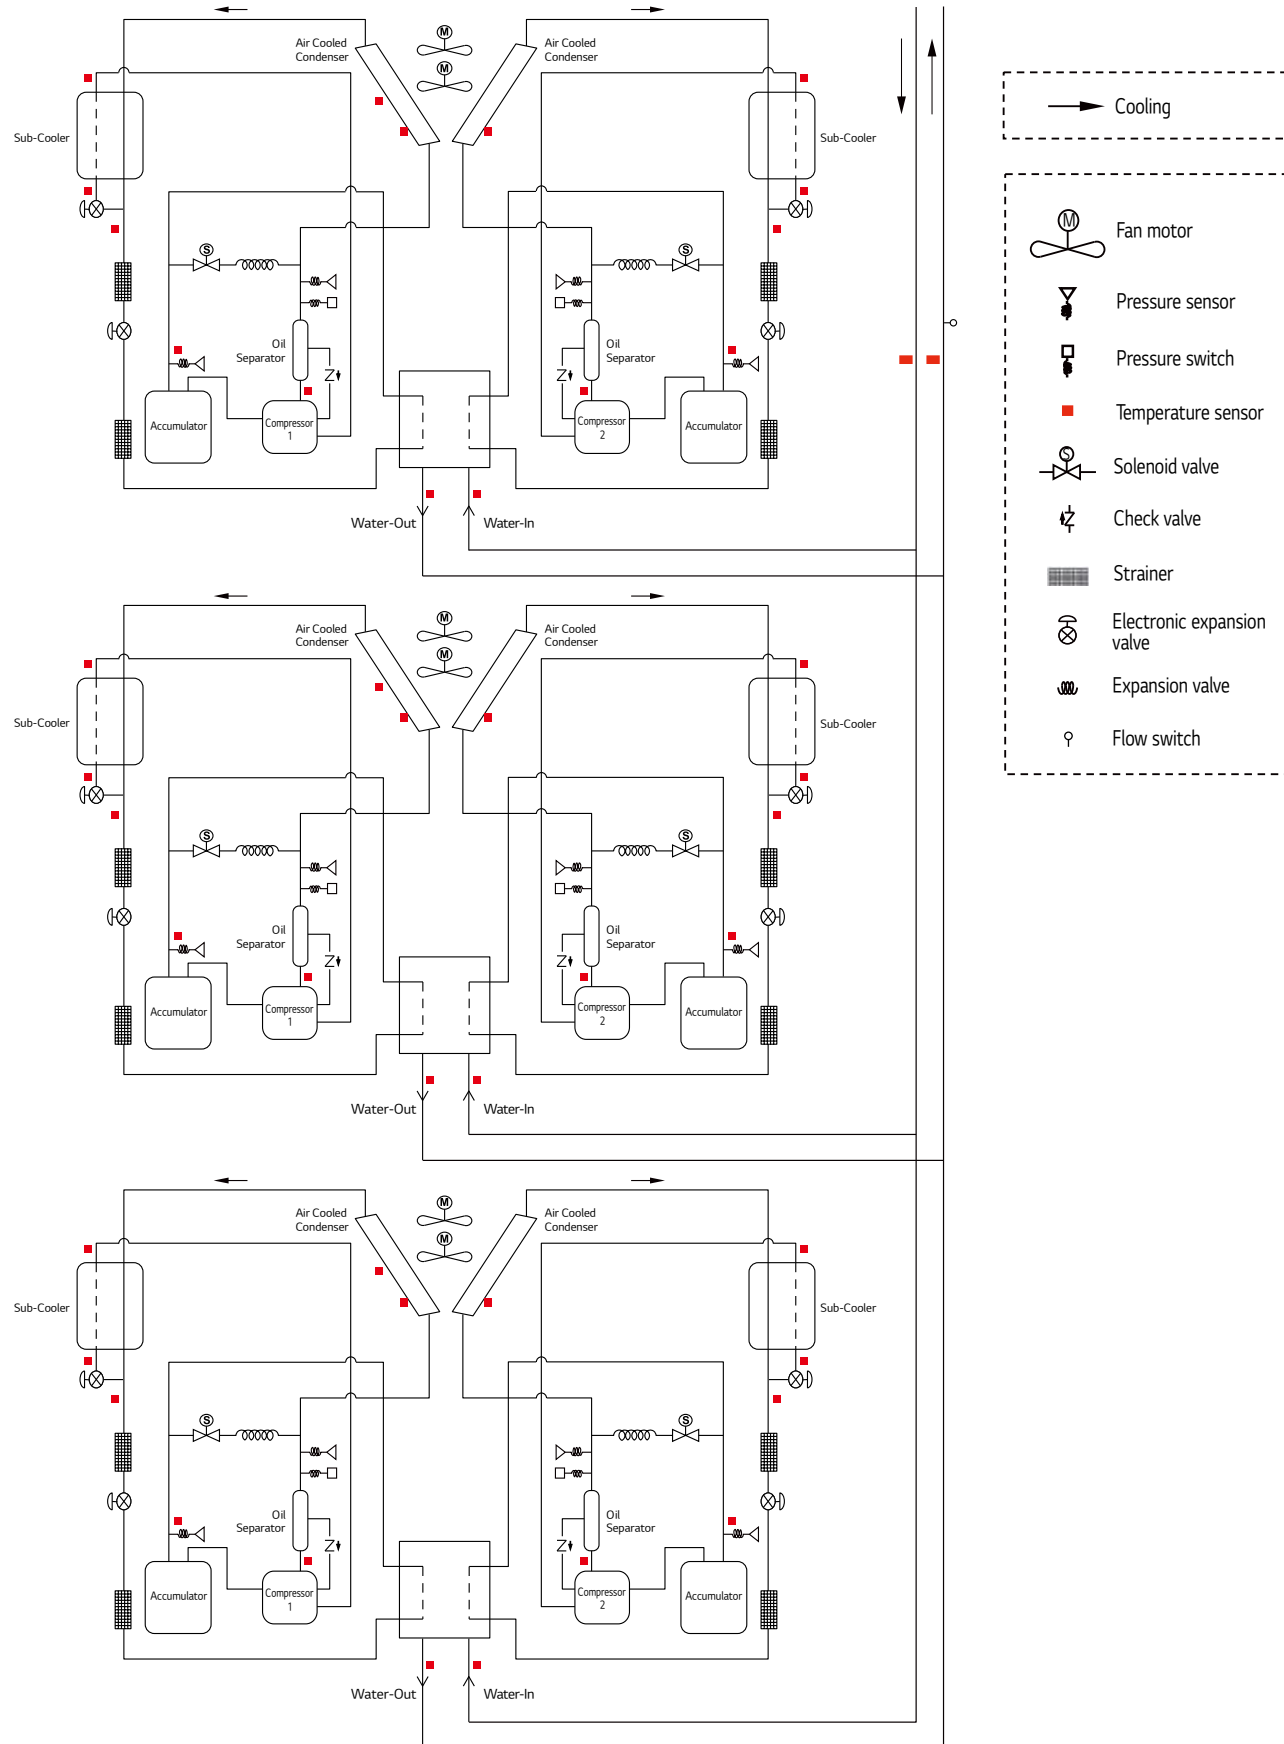 M
Air Cooled
Condenser
M
Air Cooled
Condenser
Sub-Cooler
Sub-Cooler
S
S
Oil
Separator
Oil
Separator
Accumulator
Compressor
1
Compressor
2
Accumulator
Water-Out
Water-In
M
Air Cooled
Condenser
M
Air Cooled
Condenser
Sub-Cooler
Sub-Cooler
S
S
Oil
Separator
Oil
Separator
Accumulator
Compressor
1
Compressor
2
Accumulator
Water-Out
Water-In
M
Air Cooled
Condenser
M
Air Cooled
Condenser
Sub-Cooler
Sub-Cooler
S
S
Oil
Separator
Oil
Separator
Accumulator
Compressor
1
Compressor
2
Accumulator
Water-Out
Water-In
Cooling
M
Fan motor
Pressure sensor
Pressure switch
Temperature sensor
S
Solenoid valve
Check valve
Strainer
Electronic expansion
valve
Expansion valve
Flow switch